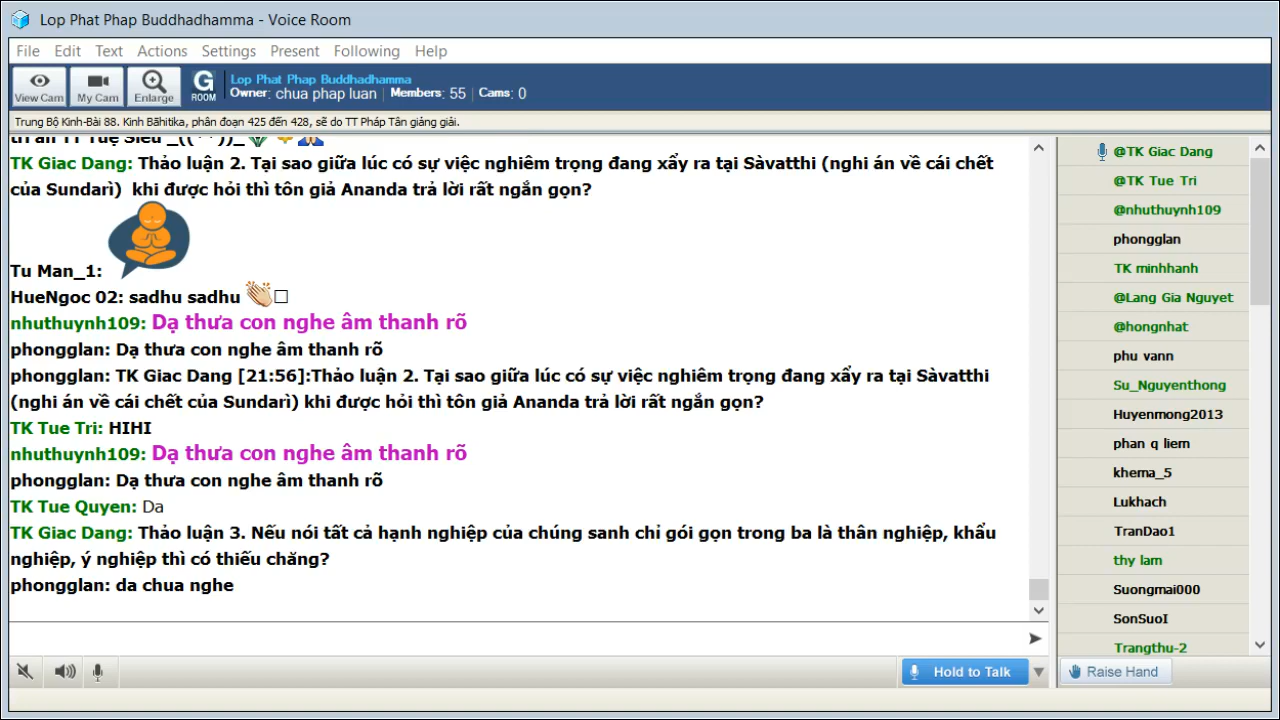 Lop Phat Phap Buddhadhamma - Voice Room
File Edit Text Actions Settings Present Following Help
View Cam My Cam Enlarge G ROOM
Lop Phat Phap Buddhadhamma
Owner: chua phap luan | Members: 55 | Cams: 0
Trung Bộ Kinh-Bài 88. Kinh Bāhitika, phân đoạn 425 đến 428, sẽ do TT Pháp Tân giảng giải.
tri ân TT Tuệ Siêu
TK Giac Dang: Thảo luận 2. Tại sao giữa lúc có sự việc nghiêm trọng đang xẩy ra tại Sàvatthi (nghi án về cái chết
của Sundarì) khi được hỏi thì tôn giả Ananda trả lời rất ngắn gọn?
Tu Man_1:
HueNgoc 02: sadhu sadhu
nhuthuynh109: Dạ thưa con nghe âm thanh rõ
phongglan: Dạ thưa con nghe âm thanh rõ
phongglan: TK Giac Dang [21:56]:Thảo luận 2. Tại sao giữa lúc có sự việc nghiêm trọng đang xẩy ra tại Sàvatthi
(nghi án về cái chết của Sundarì) khi được hỏi thì tôn giả Ananda trả lời rất ngắn gọn?
TK Tue Tri: HIHI
nhuthuynh109: Dạ thưa con nghe âm thanh rõ
phongglan: Dạ thưa con nghe âm thanh rõ
TK Tue Quyen: Da
TK Giac Dang: Thảo luận 3. Nếu nói tất cả hạnh nghiệp của chúng sanh chỉ gói gọn trong ba là thân nghiệp, khẩu
nghiệp, ý nghiệp thì có thiếu chăng?
phongglan: da chua nghe
@TK Giac Dang
@TK Tue Tri
@nhuthuynh109
phongglan
TK minhhanh
@Lang Gia Nguyet
@hongnhat
phu vann
Su_Nguyenthong
Huyenmong2013
phan q liem
khema_5
Lukhach
TranDao1
thy lam
Suongmai000
SonSuoI
Trangthu-2
Hold to Talk
Raise Hand